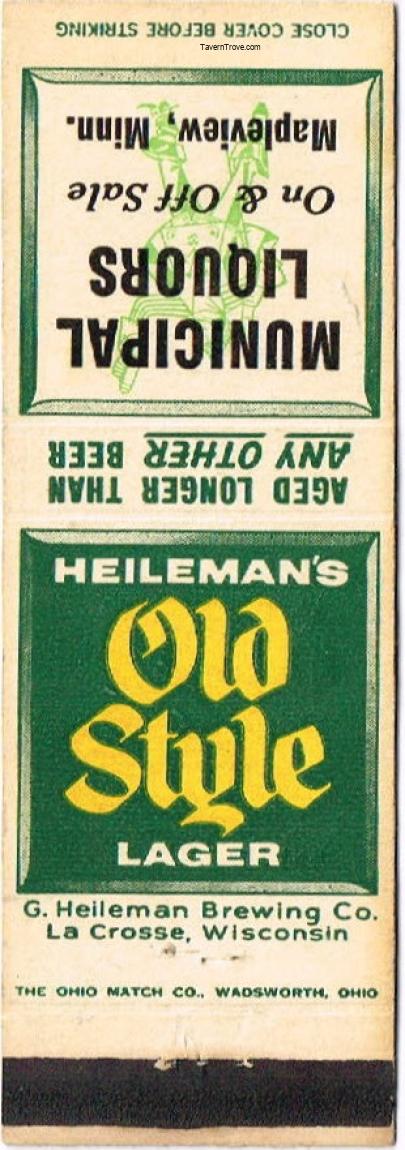 CLOSE COVER BEFORE STRIKING
TavernTrove.com
MUNICIPAL
LIQUORS
On & Off Sale
Mapleview, Minn.
AGED LONGER THAN
ANY OTHER BEER
HEILEMAN'S
Old
Style
LAGER
G. Heileman Brewing Co.
La Crosse, Wisconsin
THE OHIO MATCH CO., WADSWORTH, OHIO